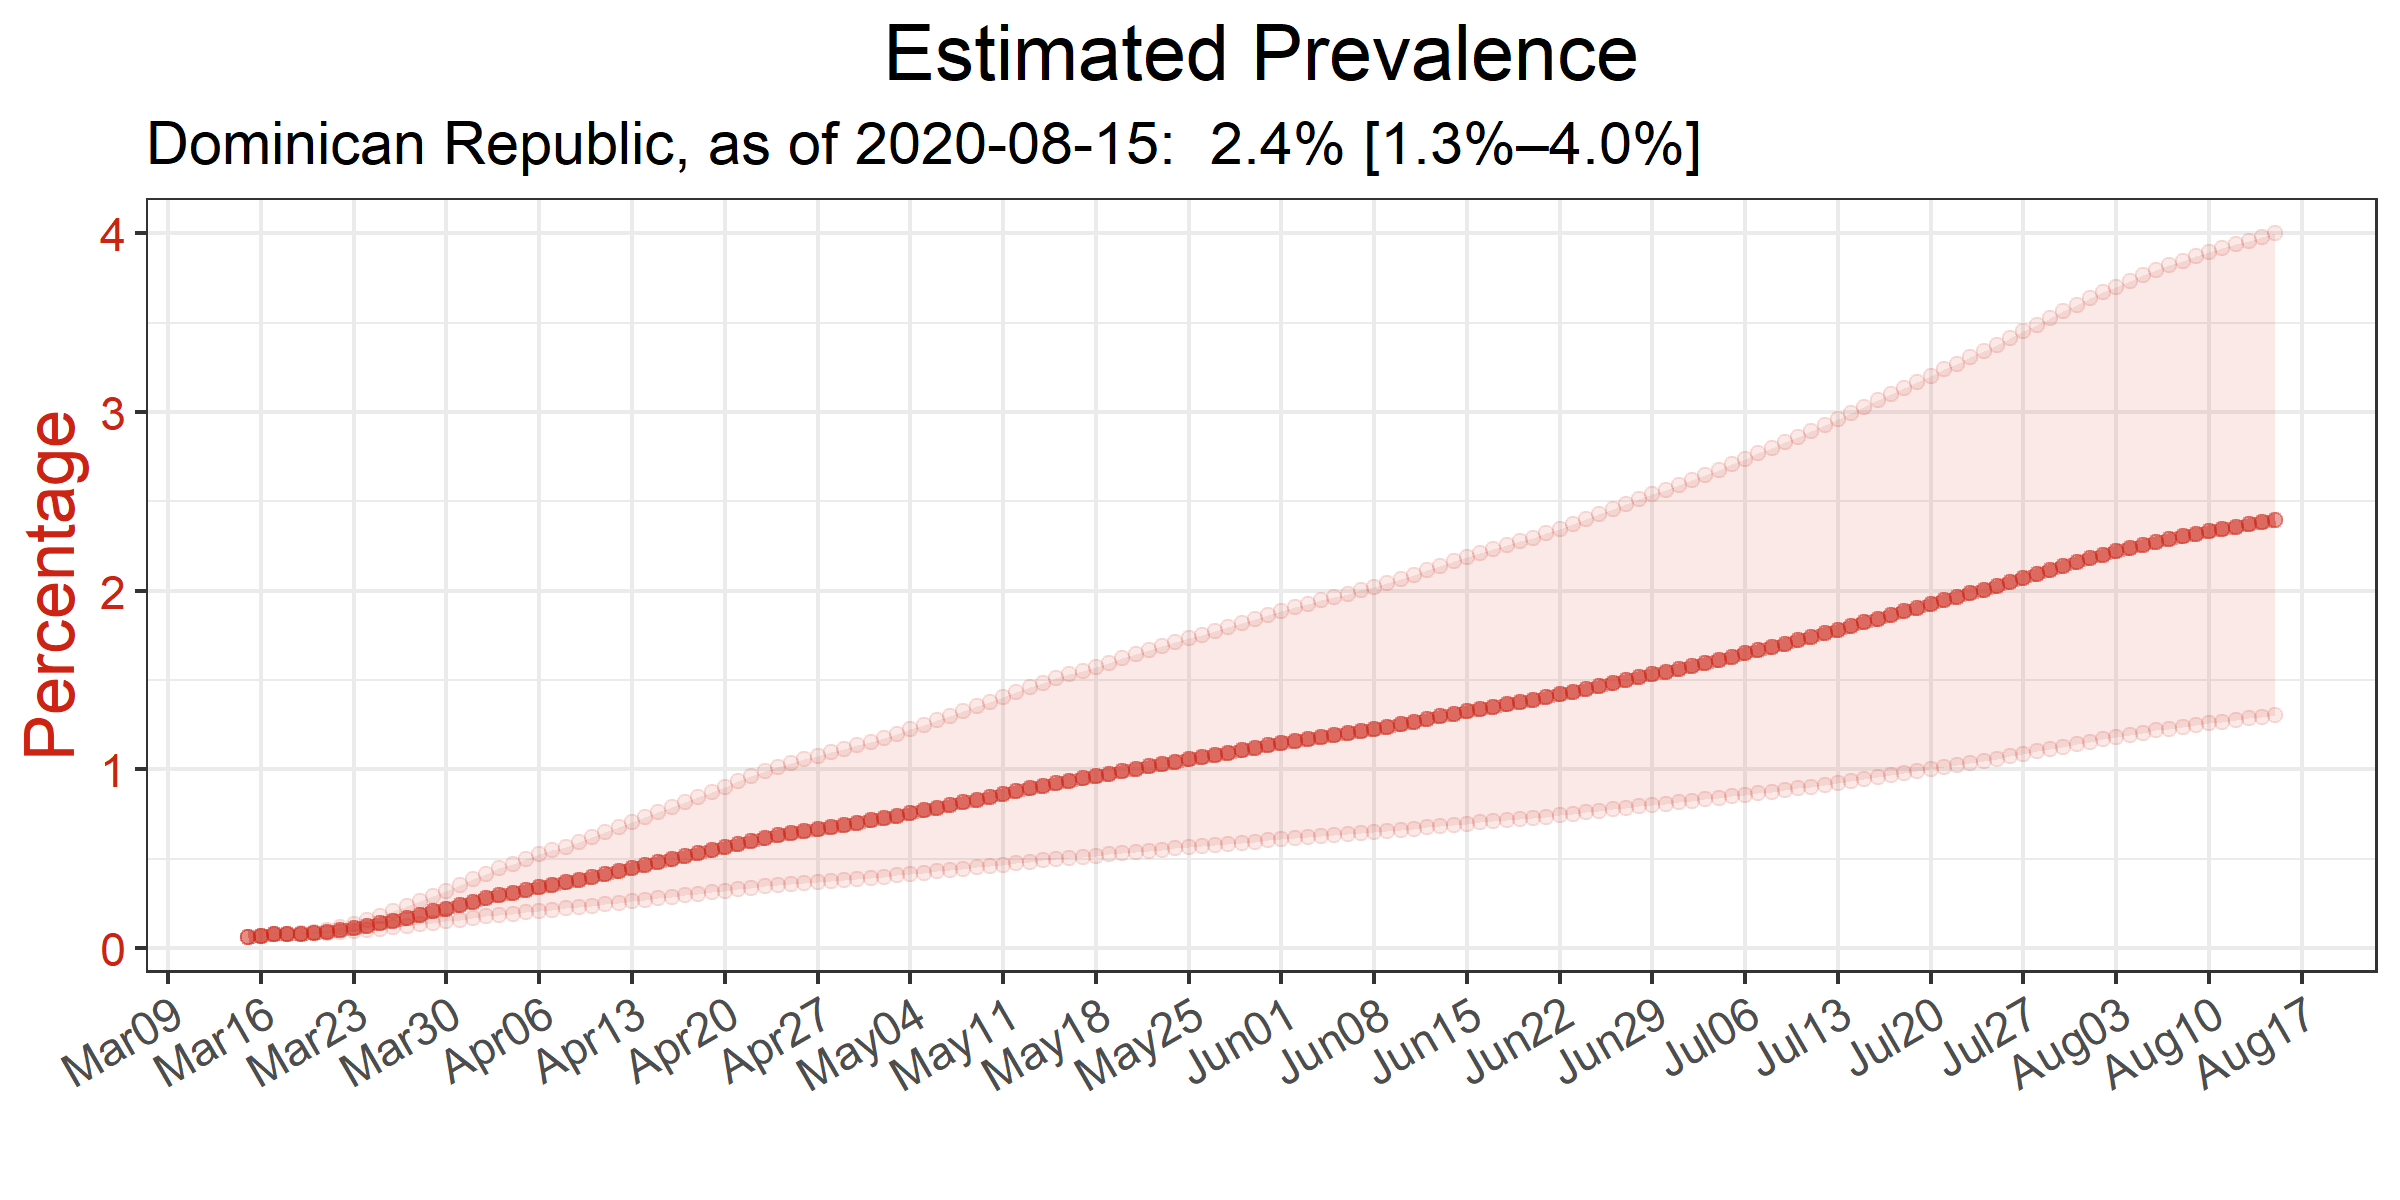 Estimated Prevalence
Dominican Republic, as of 2020-08-15:  2.4% [1.3%–4.0%]
Percentage
4
3
2
1
0
Mar09 Mar16 Mar23 Mar30 Apr06 Apr13 Apr20 Apr27 May04 May11 May18 May25 Jun01 Jun08 Jun15 Jun22 Jun29 Jul06 Jul13 Jul20 Jul27 Aug03 Aug10 Aug17